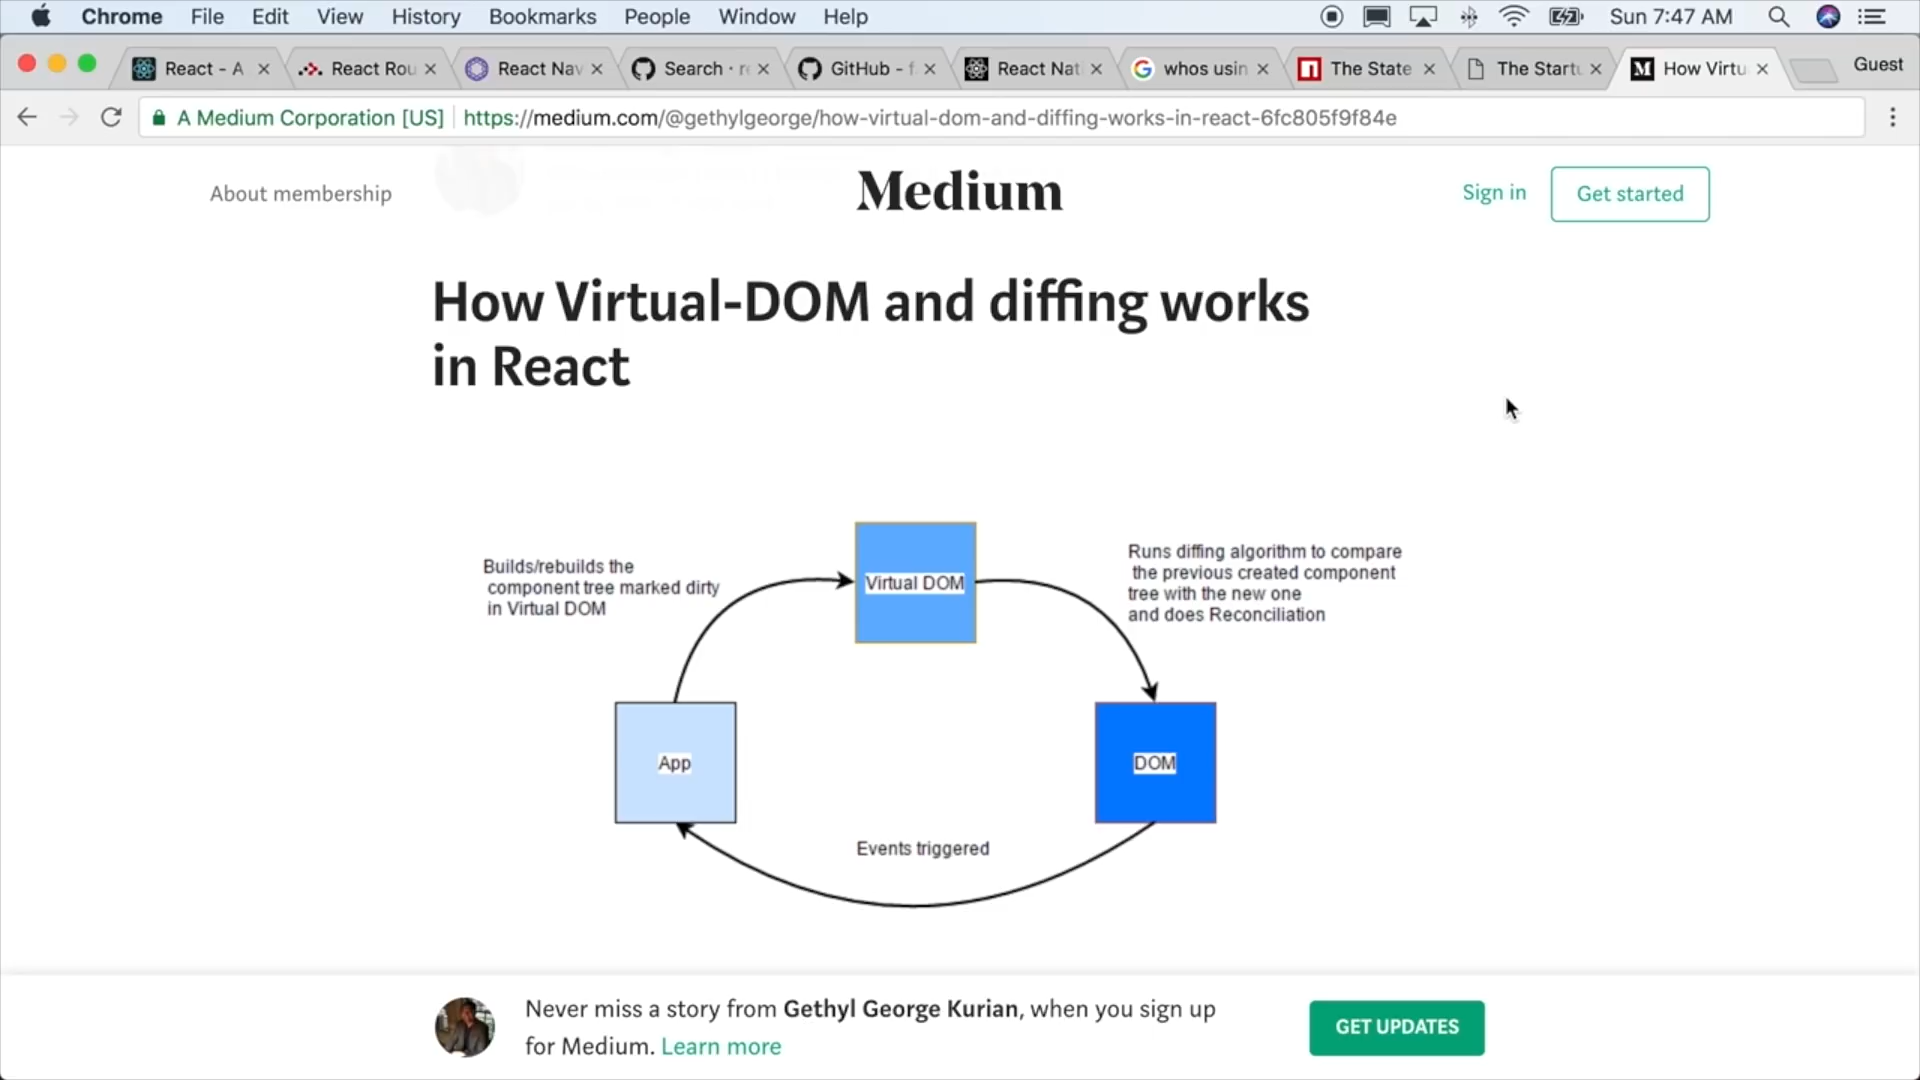 Chrome File Edit View History Bookmarks People Window Help Sun 7:47 AM
React - A React Rou React Nav Search · r GitHub - f React Nat whos usin The State The Startu How Virtu Guest
A Medium Corporation [US] https://medium.com/@gethylgeorge/how-virtual-dom-and-diffing-works-in-react-6fc805f9f84e
About membership Medium Sign in Get started
How Virtual-DOM and diffing works
in React
Builds/rebuilds the
component tree marked dirty
in Virtual DOM
Virtual DOM
Runs diffing algorithm to compare
the previous created component
tree with the new one
and does Reconciliation
App
DOM
Events triggered
Never miss a story from Gethyl George Kurian, when you sign up
for Medium. Learn more
GET UPDATES